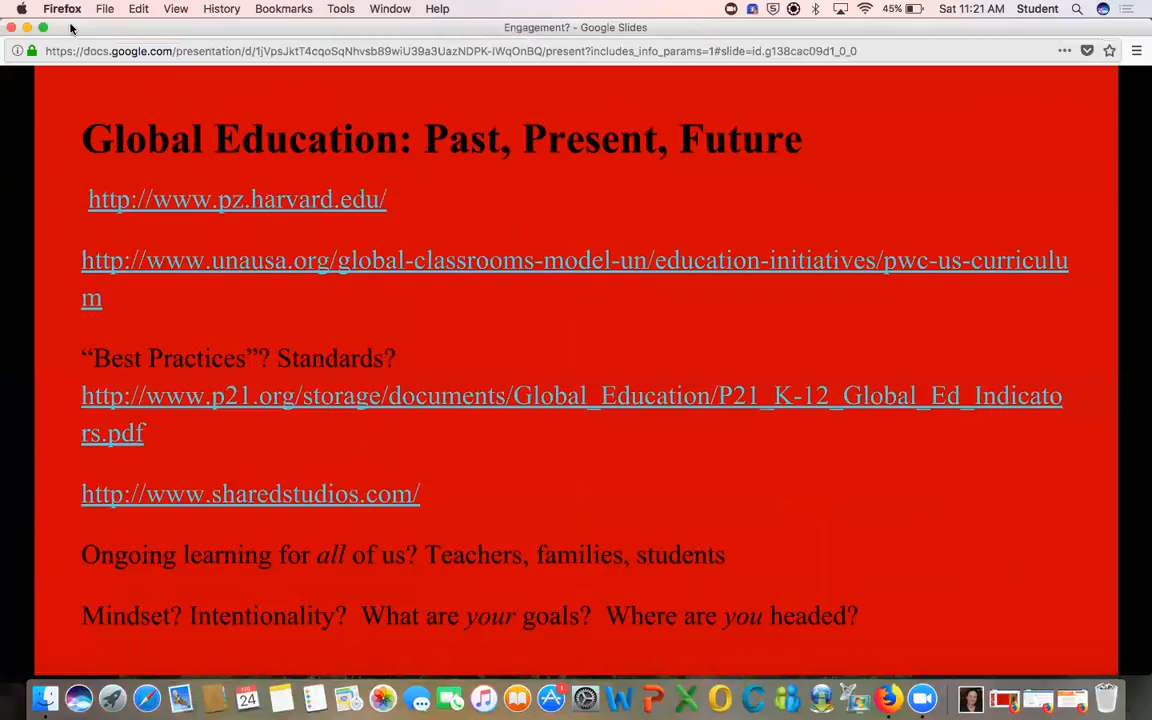 Firefox File Edit View History Bookmarks Tools Window Help 45% Sat 11:21 AM Student
Engagement? - Google Slides
https://docs.google.com/presentation/d/1jVpsJktT4cqoSqNhvsb89wiU39a3UazNDPK-IWqOnBQ/present?includes_info_params=1#slide=id.g138cac09d1_0_0
Global Education: Past, Present, Future
http://www.pz.harvard.edu/
http://www.unausa.org/global-classrooms-model-un/education-initiatives/pwc-us-curriculu
m
“Best Practices”? Standards?
http://www.p21.org/storage/documents/Global_Education/P21_K-12_Global_Ed_Indicato
rs.pdf
http://www.sharedstudios.com/
Ongoing learning for all of us? Teachers, families, students
Mindset? Intentionality? What are your goals? Where are you headed?
FEB
24